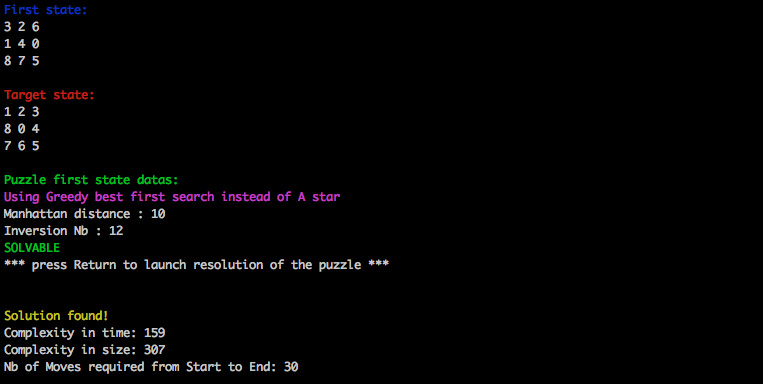 First state:
3 2 6
1 4 0
8 7 5
Target state:
1 2 3
8 0 4
7 6 5
Puzzle first state datas:
Using Greedy best first search instead of A star
Manhattan distance : 10
Inversion Nb : 12
SOLVABLE
*** press Return to launch resolution of the puzzle ***
Solution found!
Complexity in time: 159
Complexity in size: 307
Nb of Moves required from Start to End: 30